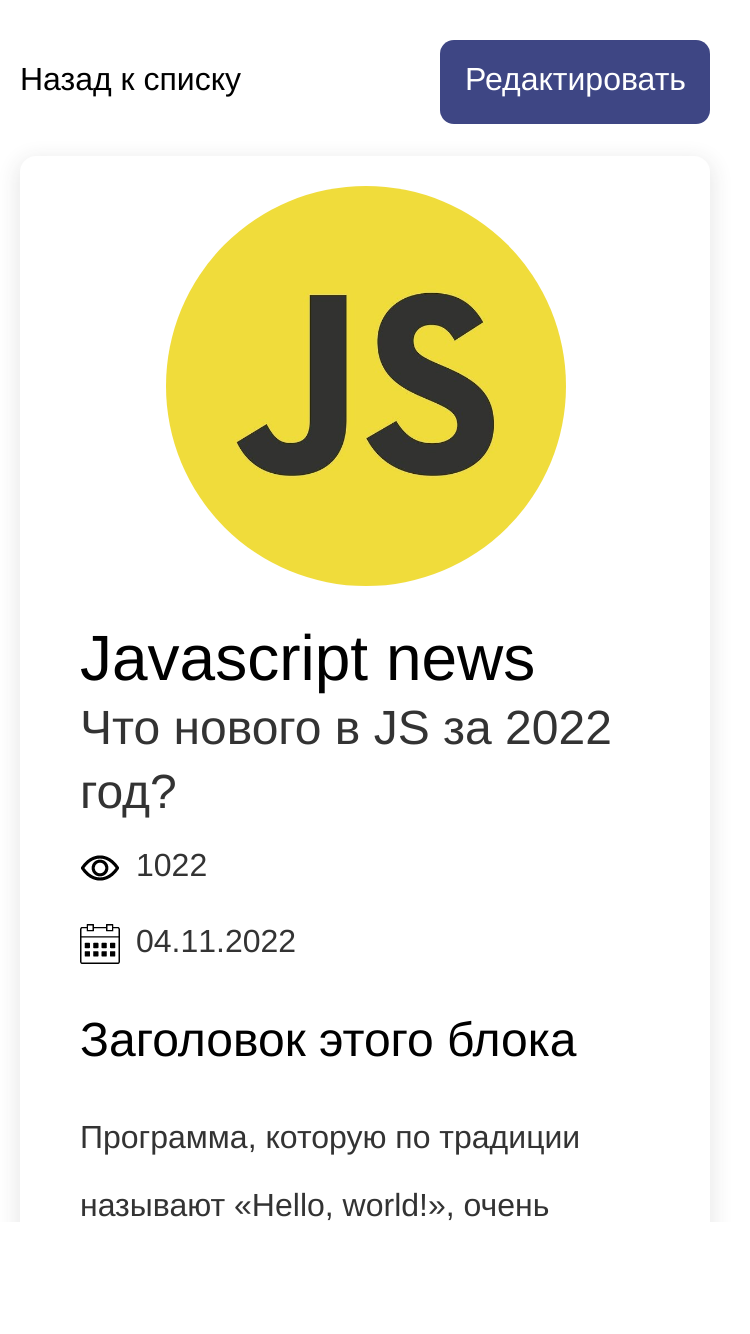 Назад к списку
Редактировать
JS
Javascript news
Что нового в JS за 2022
год?
1022
04.11.2022
Заголовок этого блока
Программа, которую по традиции
называют «Hello, world!», очень